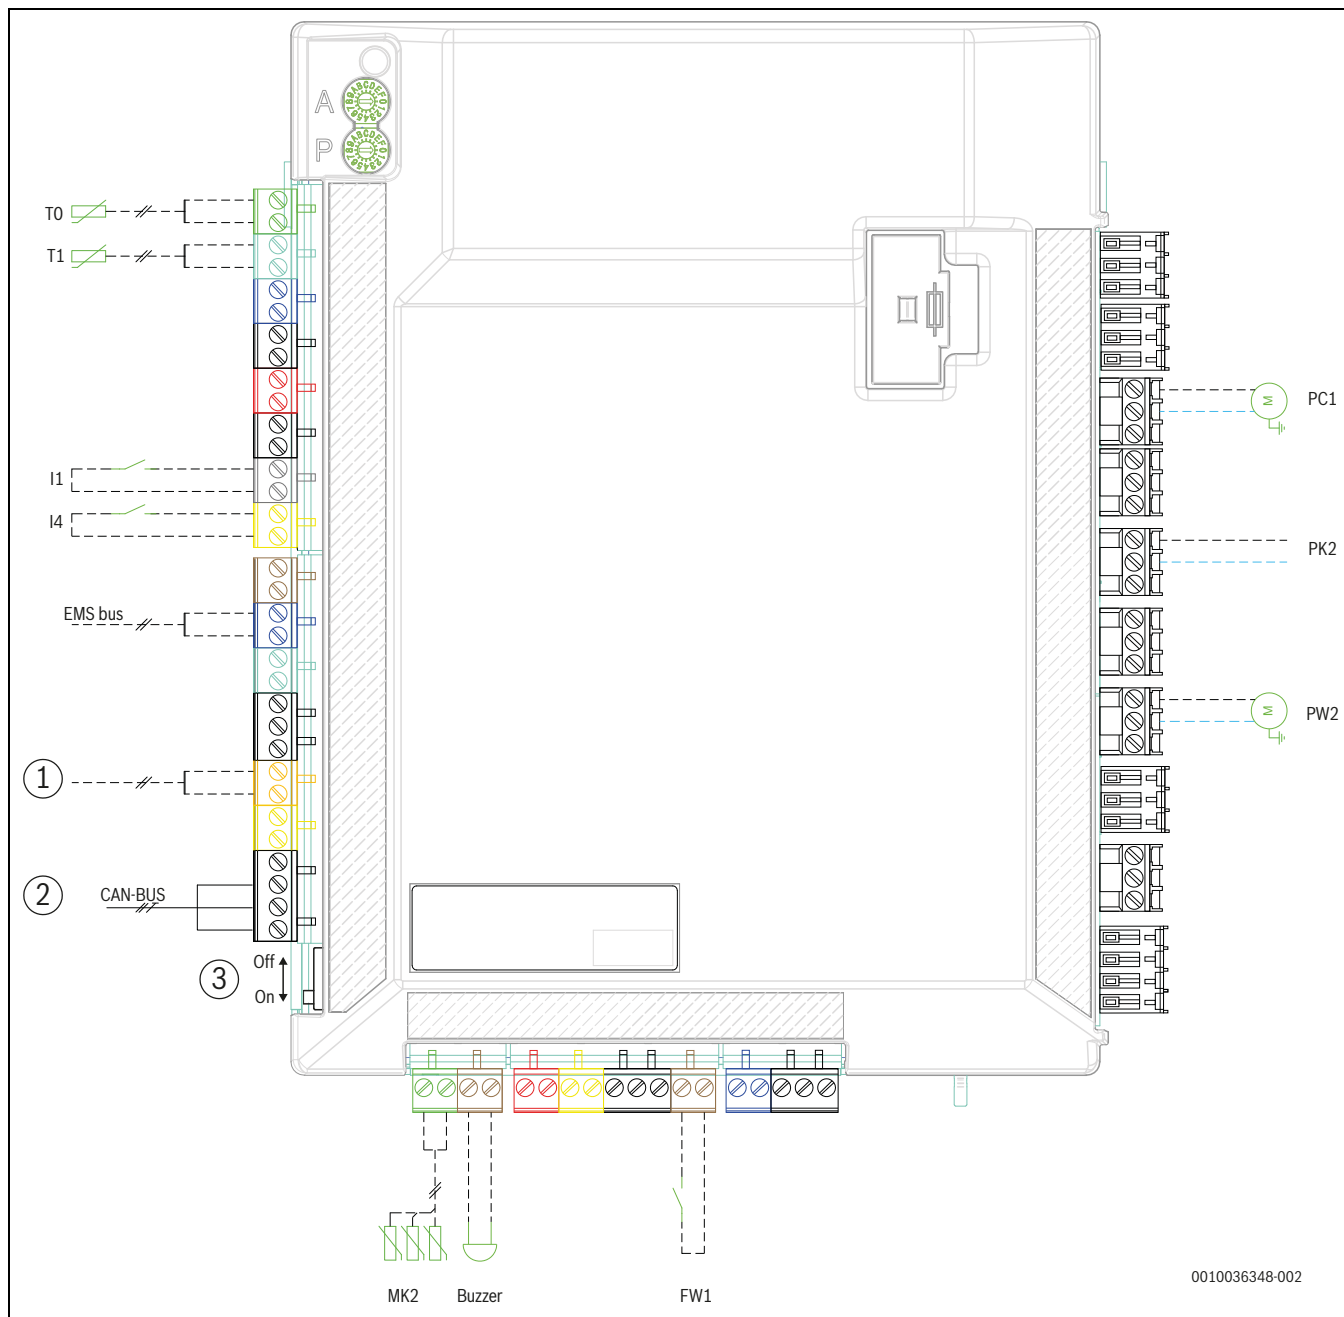 A
P
T0
T1
PC1
I1
I4
PK2
EMS bus
M
M
PW2
1
2
CAN-BUS
3
Off
On
MK2
Buzzer
FW1
0010036348-002